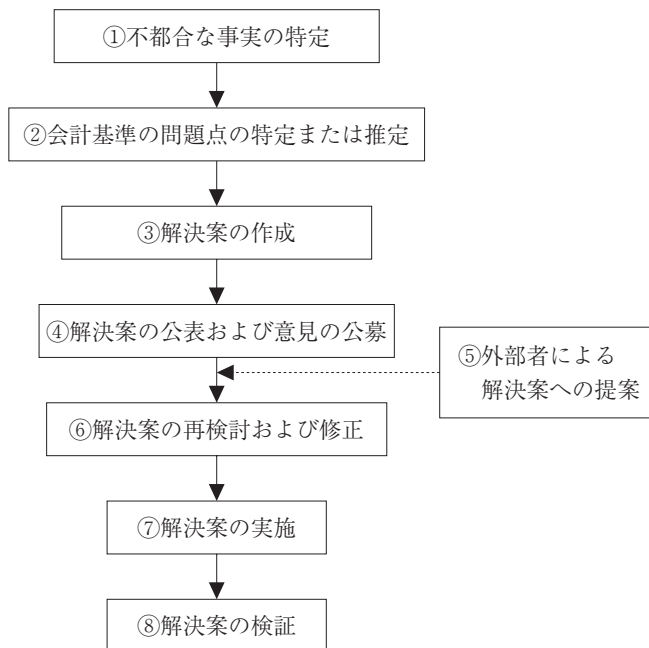 ①不都合な事実の特定
②会計基準の問題点の特定または推定
③解決案の作成
④解決案の公表および意見の公募
⑤外部者による
解決案への提案
⑥解決案の再検討および修正
⑦解決案の実施
⑧解決案の検証